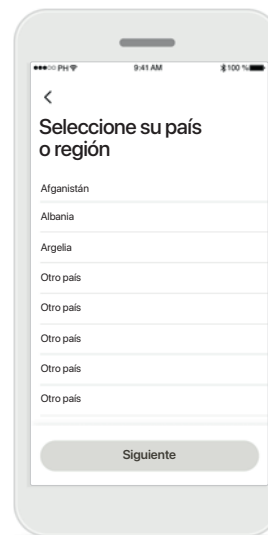 ●●●○○ PH 9:41 AM 100 %
Seleccione su país
o región
Afganistán
Albania
Argelia
Otro país
Otro país
Otro país
Otro país
Otro país
Siguiente